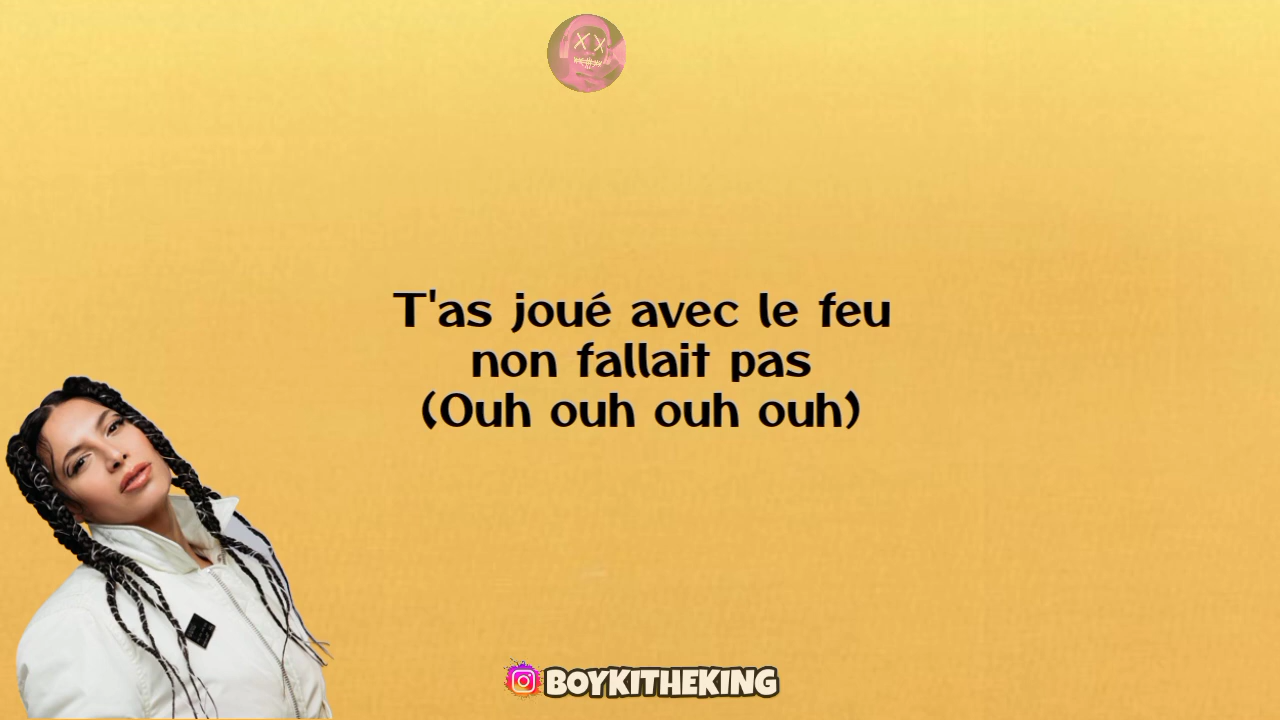 T'as joué avec le feu
non fallait pas
(Ouh ouh ouh ouh)
BOYKITHEKING